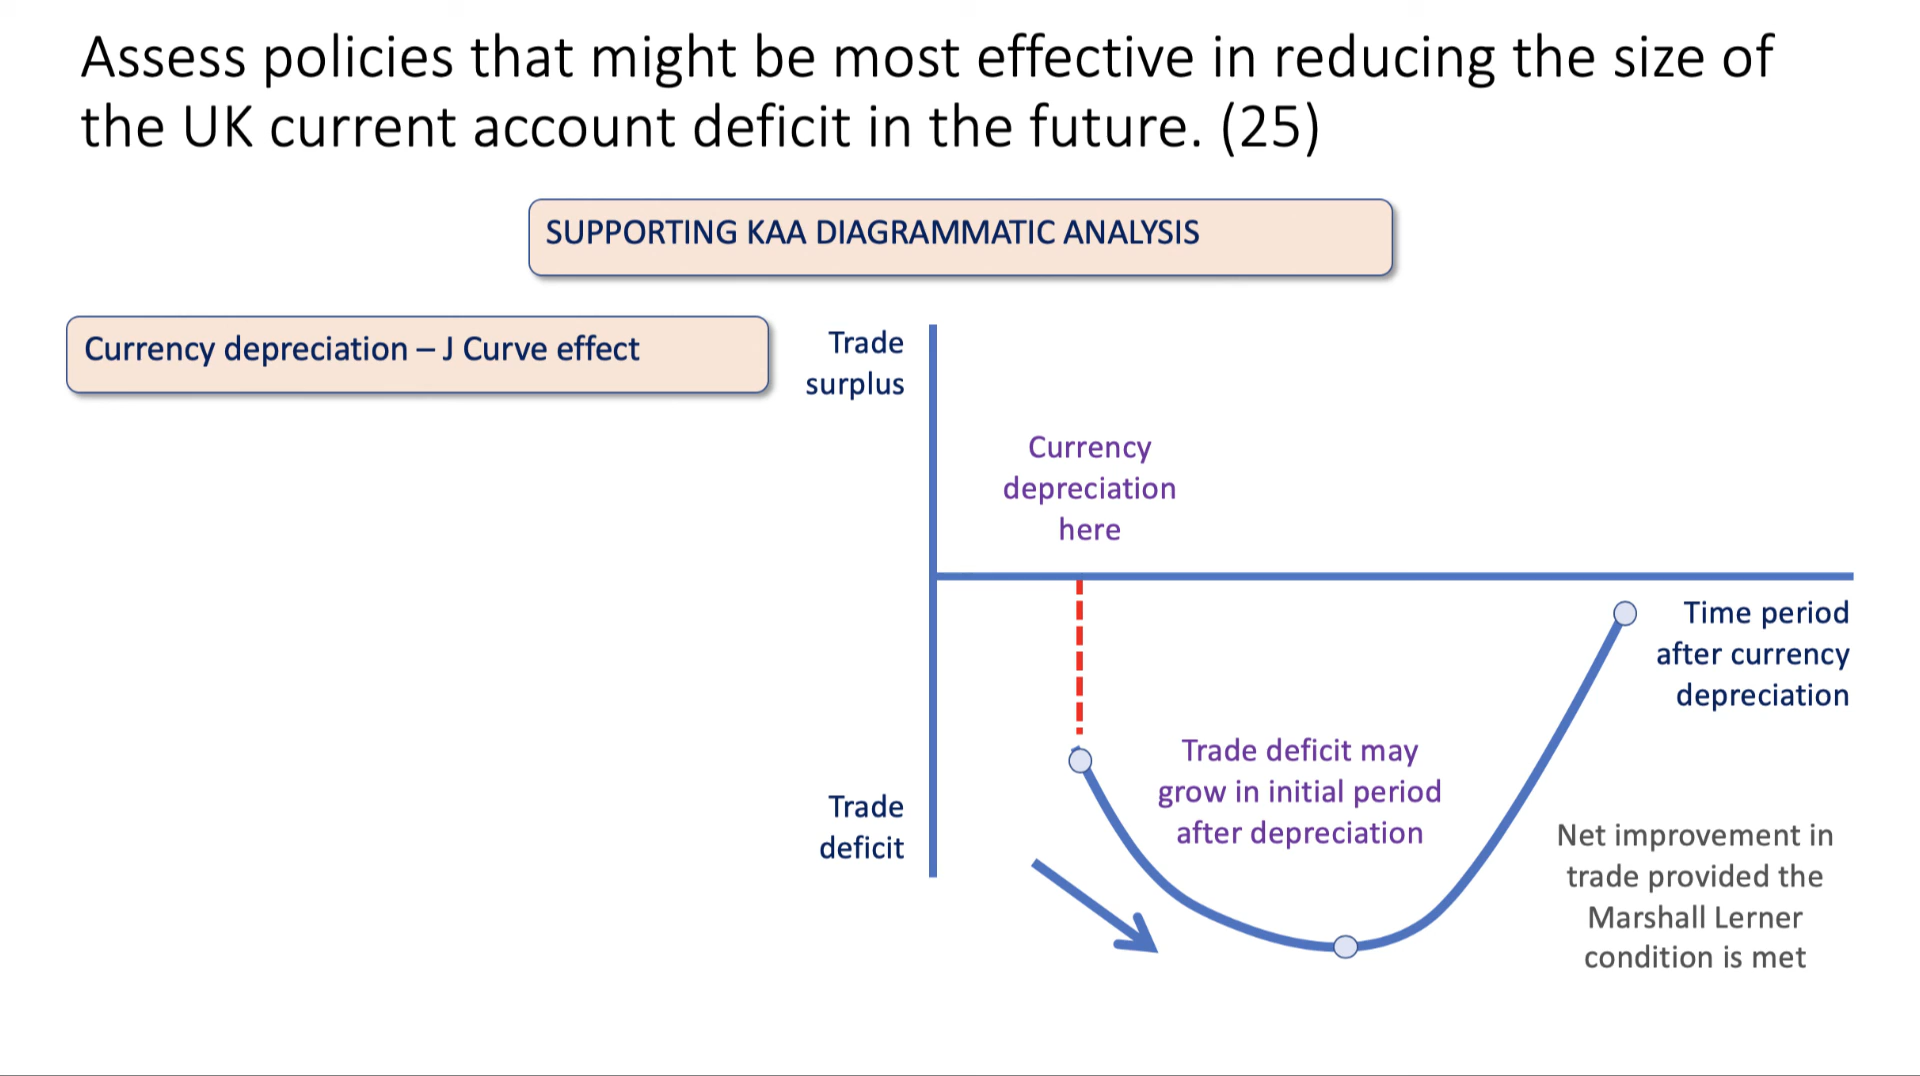 Assess policies that might be most effective in reducing the size of
the UK current account deficit in the future. (25)
SUPPORTING KAA DIAGRAMMATIC ANALYSIS
Currency depreciation – J Curve effect
Trade
surplus
Currency
depreciation
here
Time period
after currency
depreciation
Trade deficit may
grow in initial period
after depreciation
Trade
deficit
Net improvement in
trade provided the
Marshall Lerner
condition is met